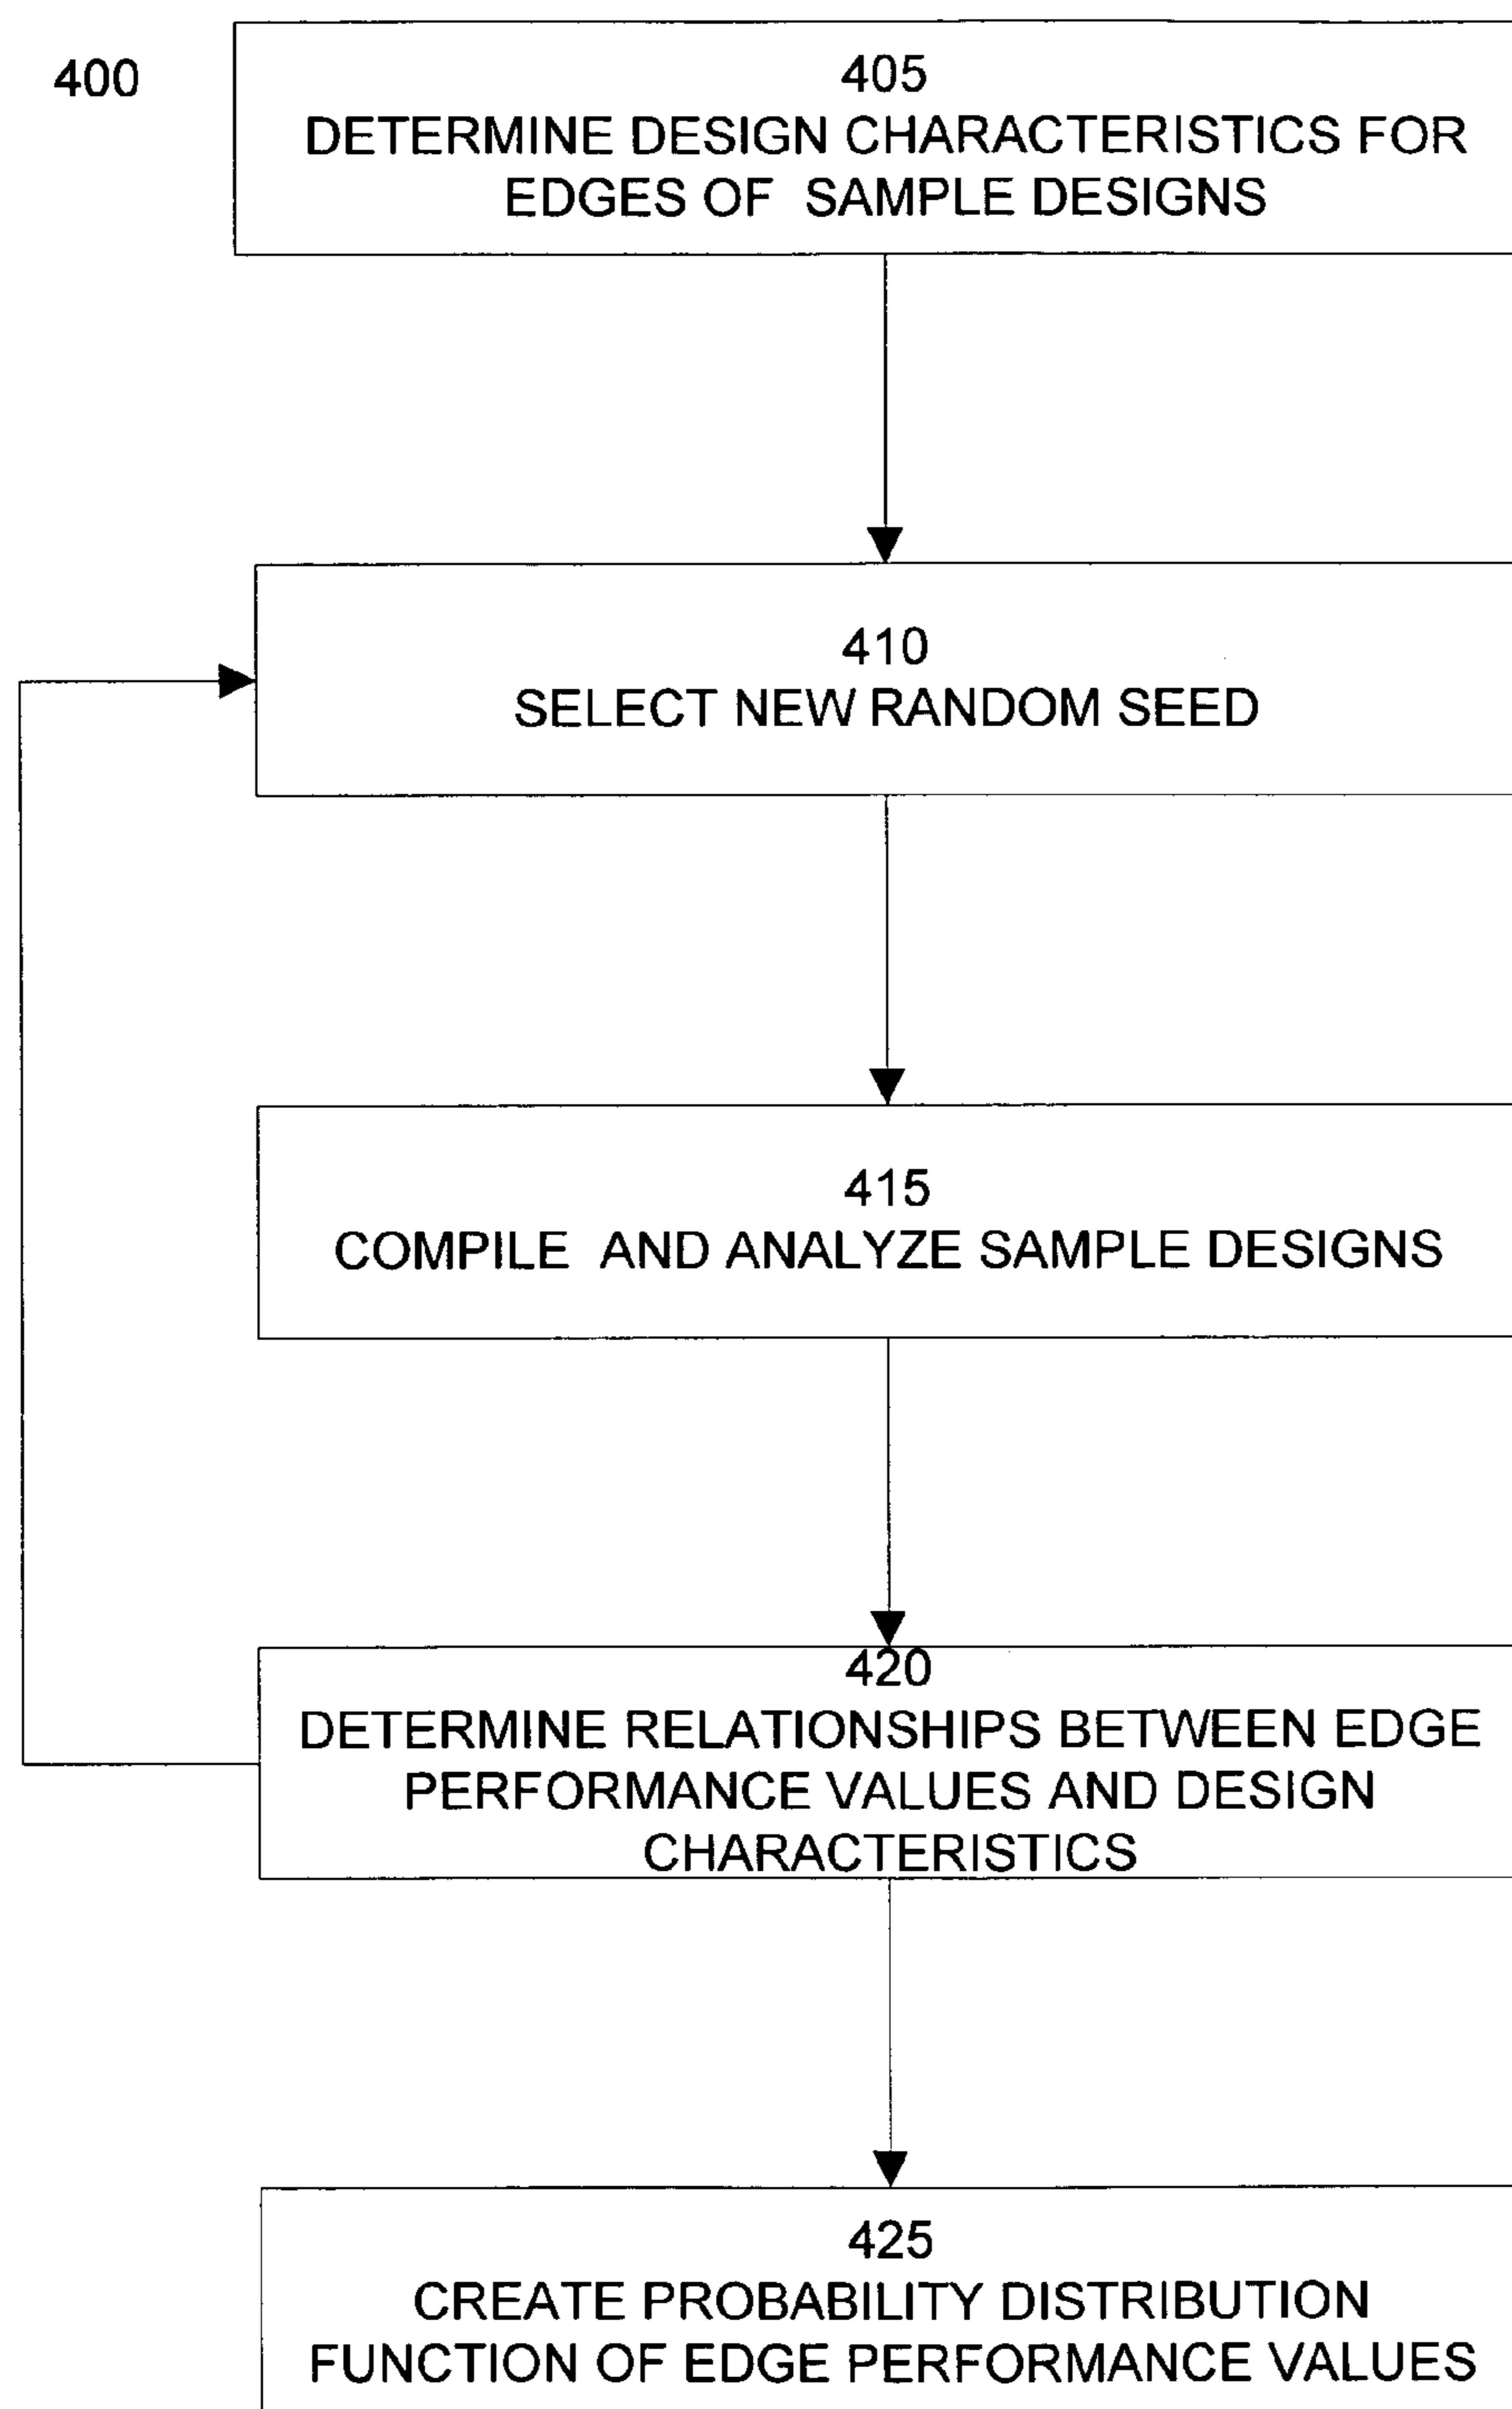 400
405
DETERMINE DESIGN CHARACTERISTICS FOR
EDGES OF SAMPLE DESIGNS
410
SELECT NEW RANDOM SEED
415
COMPILE AND ANALYZE SAMPLE DESIGNS
420
DETERMINE RELATIONSHIPS BETWEEN EDGE
PERFORMANCE VALUES AND DESIGN
CHARACTERISTICS
425
CREATE PROBABILITY DISTRIBUTION
FUNCTION OF EDGE PERFORMANCE VALUES